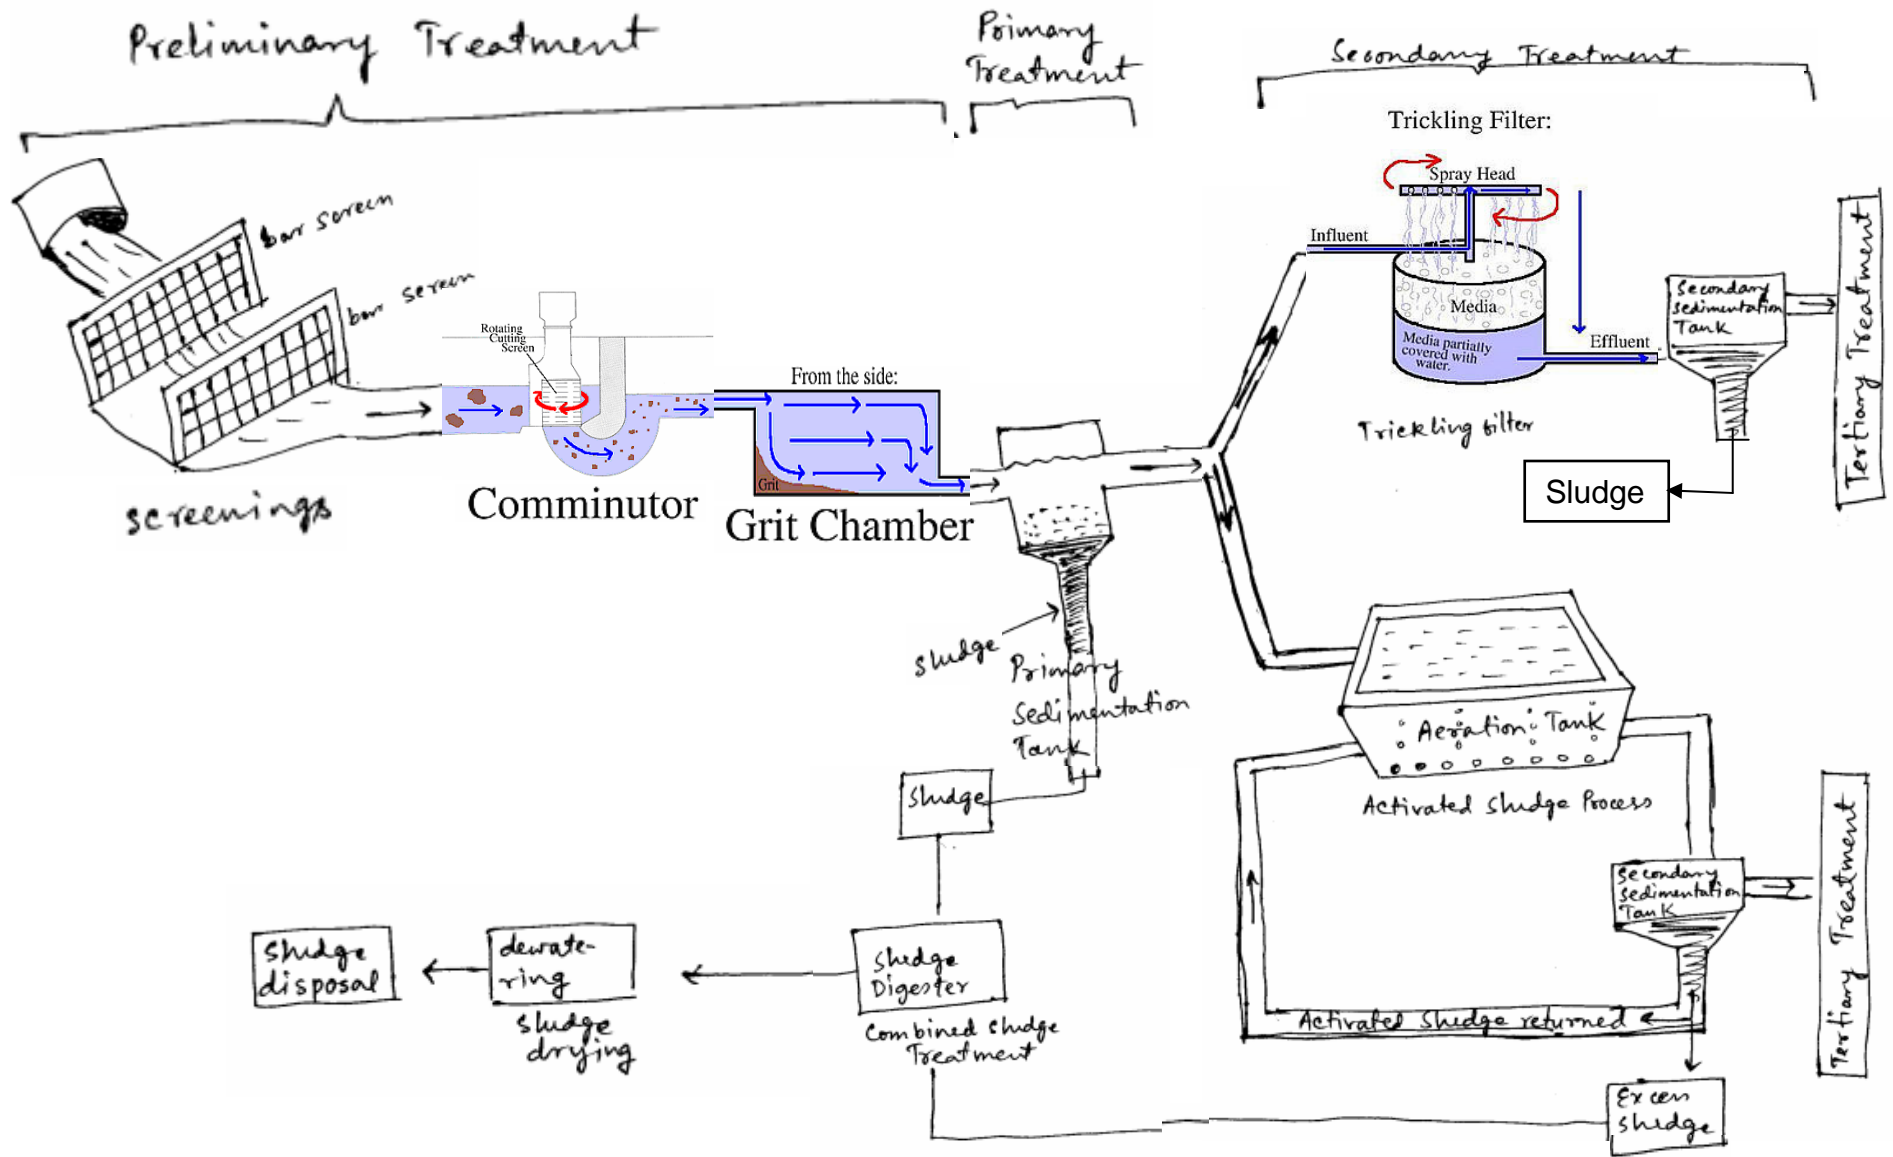 Preliminary Treatment
Primary
Treatment
Secondary Treatment
Trickling Filter:
Spray Head
Influent
Media
Media partially
covered with
water.
Effluent
Trickling filter
Secondary
Sedimentation
Tank
Sludge
Tertiary Treatment
bar screen
bar screen
screenings
Rotating
Cutting
Screen
Comminutor
From the side:
Grit
Grit Chamber
Sludge
Primary
Sedimentation
Tank
Aeration Tank
Activated Sludge Process
Secondary
Sedimentation
Tank
Tertiary Treatment
Activated Sludge returned
Excess
Sludge
Sludge
Sludge
Digester
Combined Sludge
Treatment
dewate-
ring
Sludge
drying
Sludge
disposal